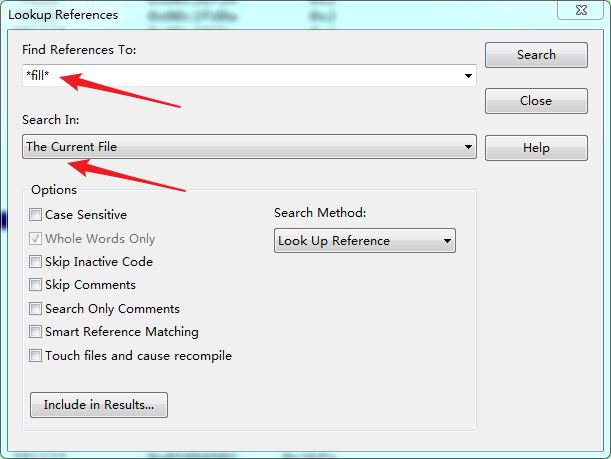 Lookup References
Find References To:
*fill*
Search
Close
Search In:
The Current File
Help
Options
Case Sensitive
Search Method:
Whole Words Only
Look Up Reference
Skip Inactive Code
Skip Comments
Search Only Comments
Smart Reference Matching
Touch files and cause recompile
Include in Results...